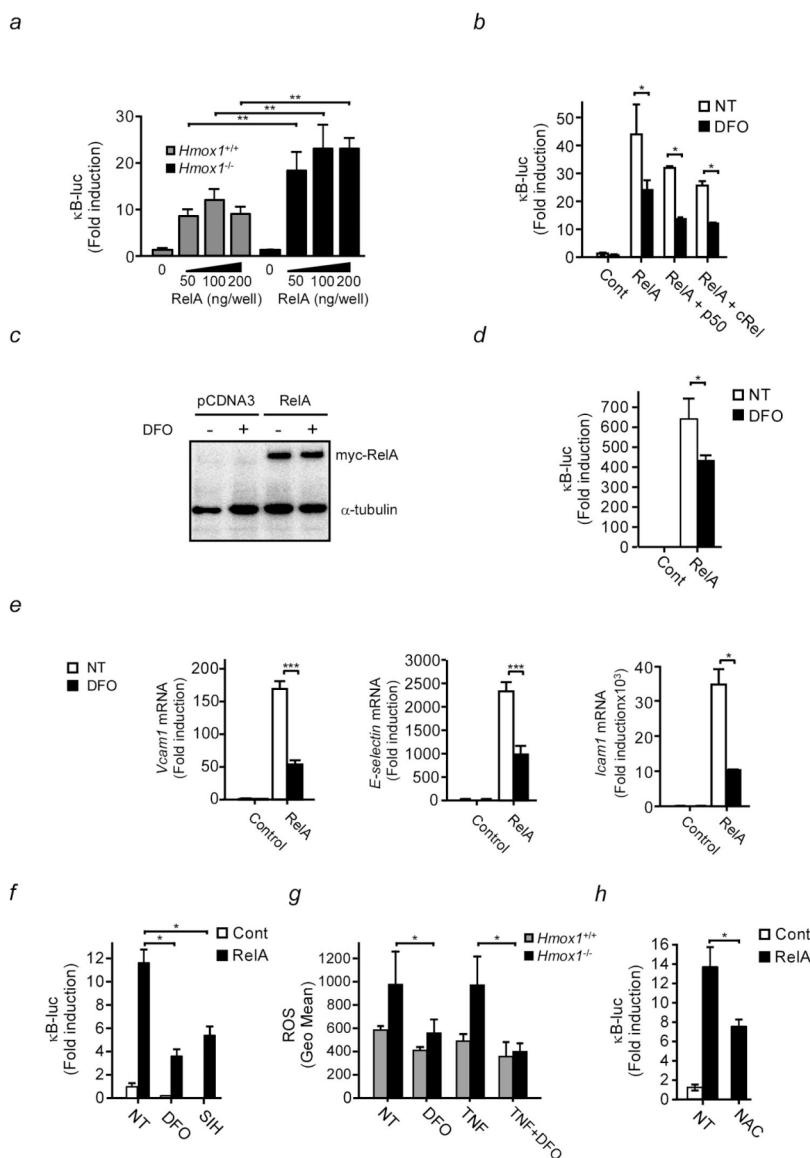 a
**
**
**
30
20
10
0
κB-luc
(Fold induction)
Hmox1+/+
Hmox1-/-
0
50 100 200
0
50 100 200
RelA (ng/well)
RelA (ng/well)
b
NT
DFO
*
*
*
50
40
30
20
10
0
κB-luc
(Fold induction)
Cont
RelA
RelA + p50
RelA + cRel
c
pCDNA3
RelA
DFO
- + - +
myc-RelA
α-tubulin
d
NT
DFO
*
700
600
500
400
300
200
100
0
κB-luc
(Fold induction)
Cont
RelA
e
NT
DFO
200
150
100
50
0
Vcam1 mRNA
(Fold induction)
***
Control
RelA
3000
2500
2000
1500
1000
500
0
E-selectin mRNA
(Fold induction)
***
Control
RelA
40
30
20
10
0
Icam1 mRNA
(Fold inductionx10³)
*
Control
RelA
f
Cont
RelA
*
*
12
10
8
6
4
2
0
κB-luc
(Fold induction)
NT
DFO
SIH
g
Hmox1+/+
Hmox1-/-
*
*
1200
1000
800
600
400
200
0
ROS
(Geo Mean)
NT
DFO
TNF
TNF+DFO
h
Cont
RelA
*
16
14
12
10
8
6
4
2
0
κB-luc
(Fold induction)
NT
NAC